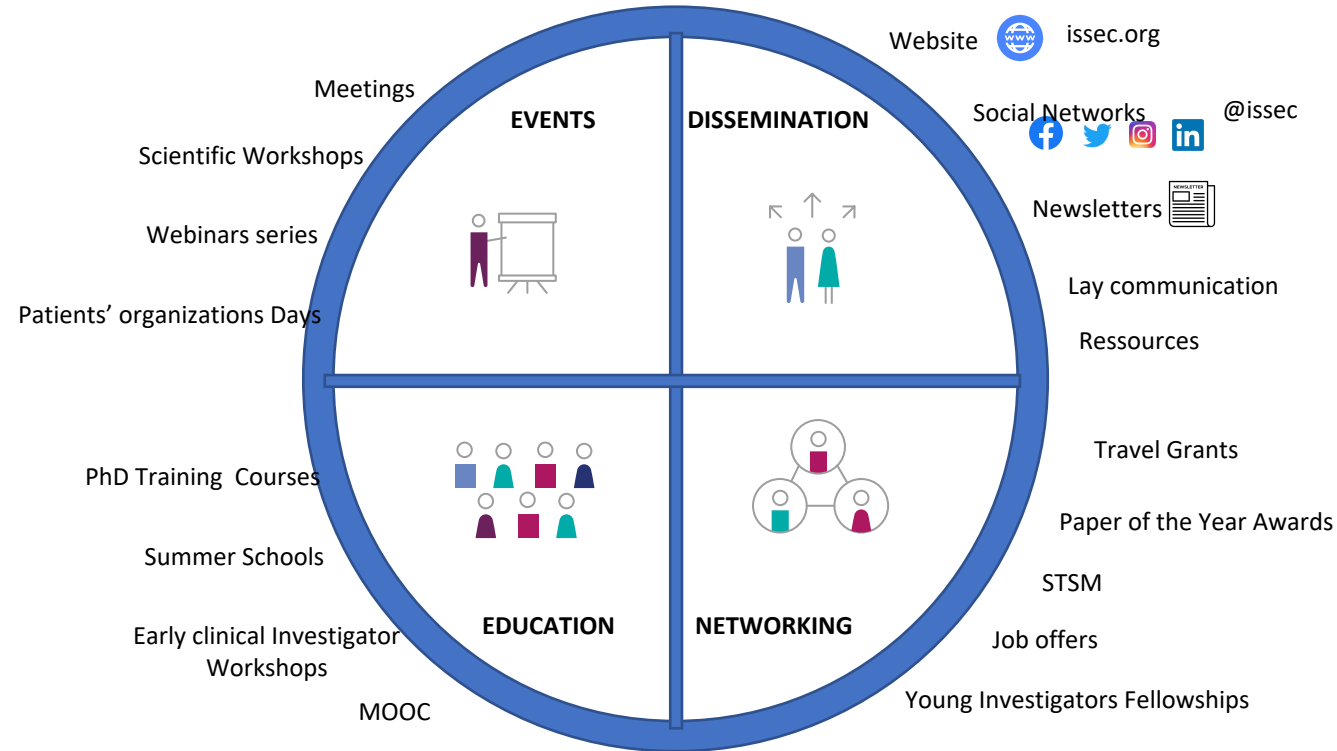 Website
www
issec.org
Social Networks
@issec
Newsletters
NEWSLETTER
Lay communication
Ressources
Meetings
Scientific Workshops
Webinars series
Patients’ organizations Days
EVENTS
DISSEMINATION
PhD Training  Courses
Summer Schools
Early clinical Investigator
Workshops
MOOC
EDUCATION
NETWORKING
Travel Grants
Paper of the Year Awards
STSM
Job offers
Young Investigators Fellowships